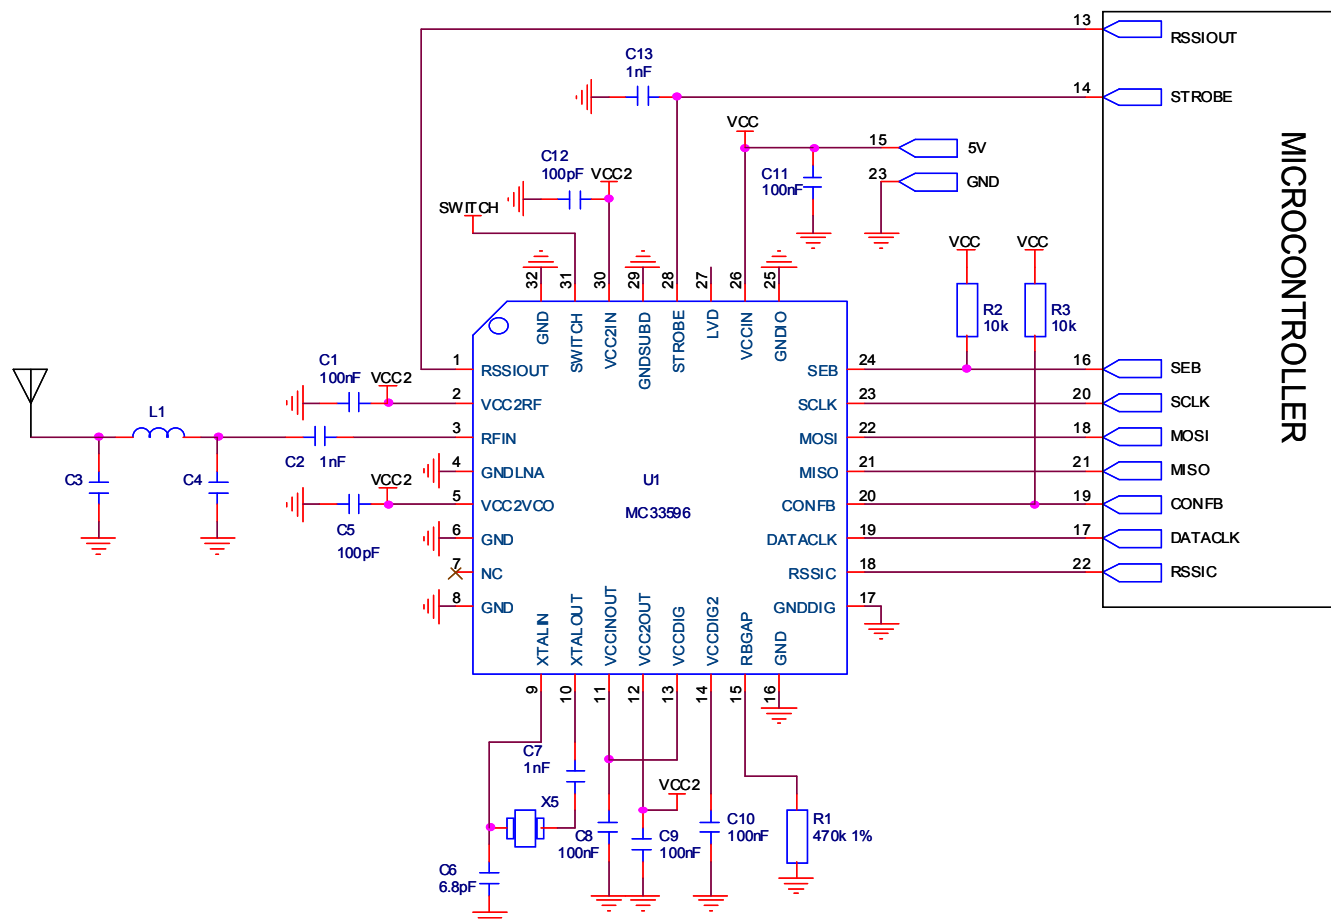 13
RSSIOUT
C13
1nF
14
STROBE
VCC
15
5V
C12
100pF
VCC2
C11
100nF
23
GND
SWITCH
MICROCONTROLLER
VCC
VCC
32
31
30
29
28
27
26
25
R2
10k
R3
10k
GND
SWITCH
VCC2IN
GNDSUBD
STROBE
LVD
VCCIN
GNDIO
C1
100nF
VCC2
1
RSSIOUT
SEB
24
16
SEB
2
VCC2RF
SCLK
23
20
SCLK
L1
3
RFIN
MOSI
22
18
MOSI
C2
1nF
4
GNDLNA
MISO
21
21
MISO
C3
C4
VCC2
U1
5
VCC2VCO
CONFB
20
19
CONFB
MC33596
C5
100pF
6
GND
DATACLK
19
17
DATACLK
7
NC
RSSIC
18
22
RSSIC
8
GND
GNDDIG
17
XTALIN
XTALOUT
VCCINOUT
VCC2OUT
VCCDIG
VCCDIG2
RBGAP
GND
9
10
11
12
13
14
15
16
C7
1nF
X5
VCC2
C8
100nF
C9
100nF
C10
100nF
R1
470k 1%
C6
6.8pF